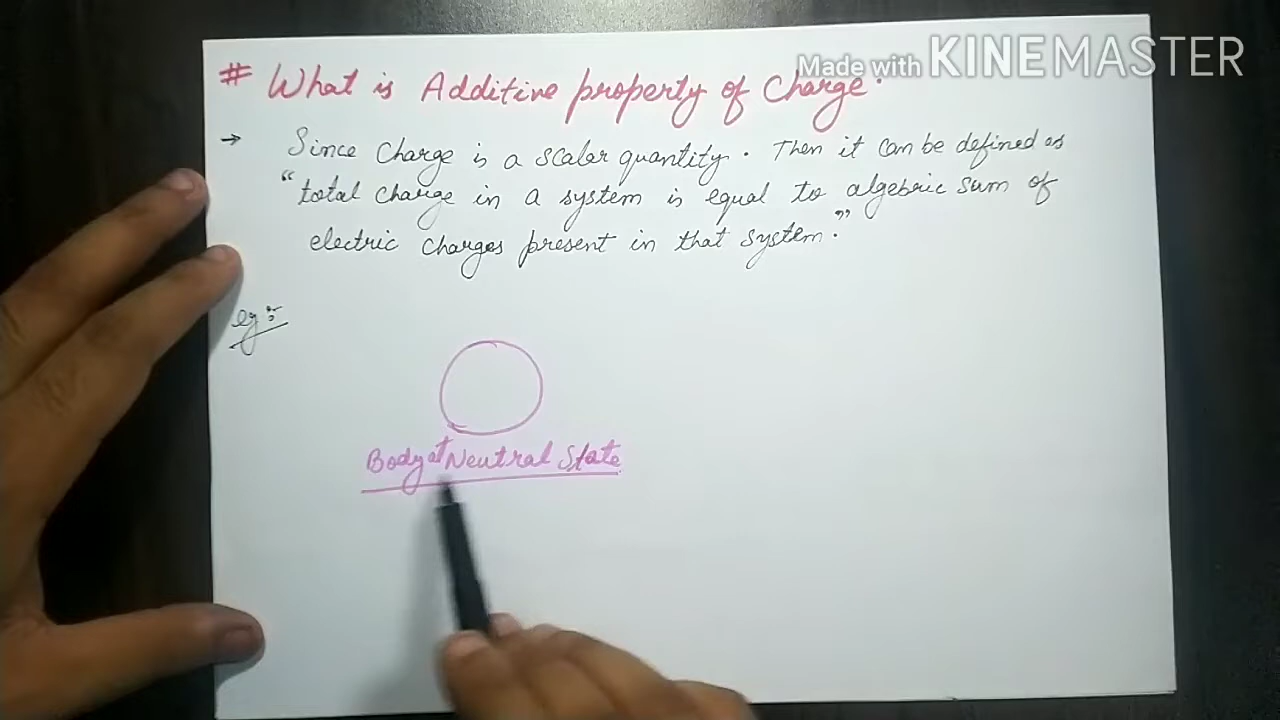 Made with KINEMASTER
# What is Additive property of Charge.
→ Since Charge is a scalar quantity. Then it can be defined as
"total charge in a system is equal to algebric sum of
electric charges present in that system."
eg :-
Body at Neutral State